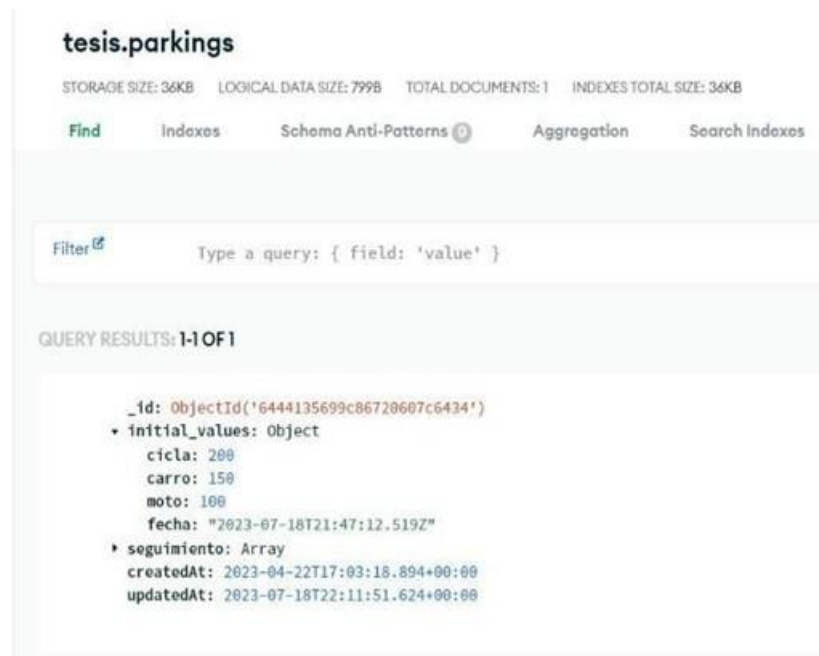 tesis.parkings
STORAGE SIZE: 36KB LOGICAL DATA SIZE: 799B TOTAL DOCUMENTS: 1 INDEXES TOTAL SIZE: 36KB
Find Indexes Schema Anti-Patterns 0 Aggregation Search Indexes
Filter Type a query: { field: 'value' }
QUERY RESULTS: 1-1 OF 1
_id: ObjectId('6444135699c86720607c6434')
initial_values: Object
cicla: 200
carro: 150
moto: 100
fecha: "2023-07-18T21:47:12.519Z"
seguimiento: Array
createdAt: 2023-04-22T17:03:18.894+00:00
updatedAt: 2023-07-18T22:11:51.624+00:00